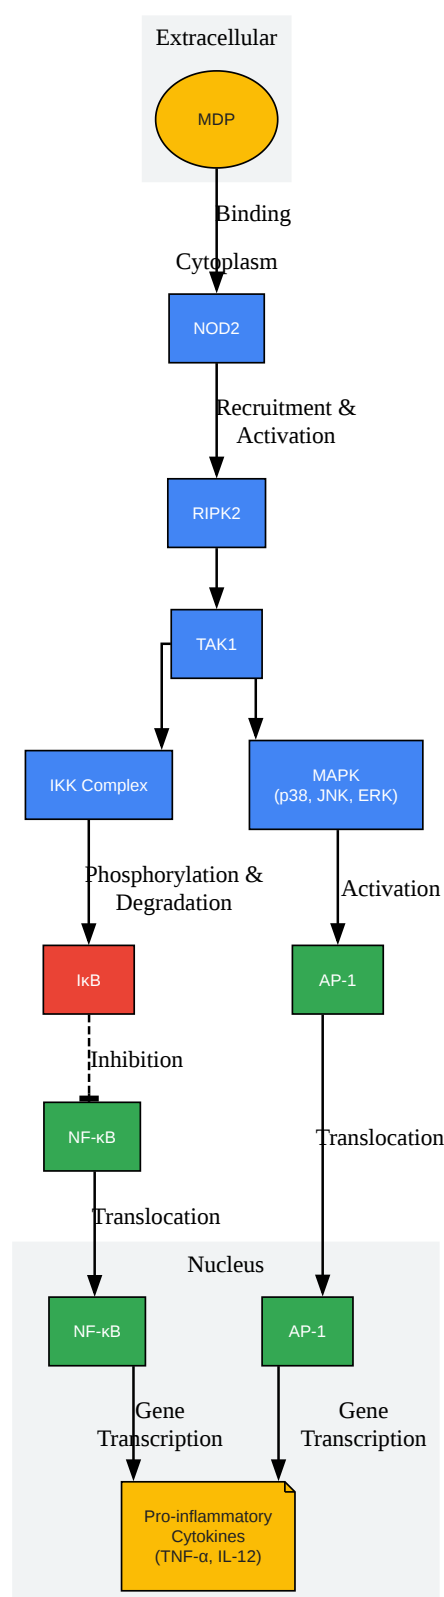 Extracellular
MDP
Binding
Cytoplasm
NOD2
Recruitment &
Activation
RIPK2
TAK1
IKK Complex
MAPK
(p38, JNK, ERK)
Phosphorylation &
Degradation
Activation
IκB
AP-1
Inhibition
NF-κB
Translocation
Translocation
Nucleus
NF-κB
AP-1
Gene
Transcription
Gene
Transcription
Pro-inflammatory
Cytokines
(TNF-α, IL-12)